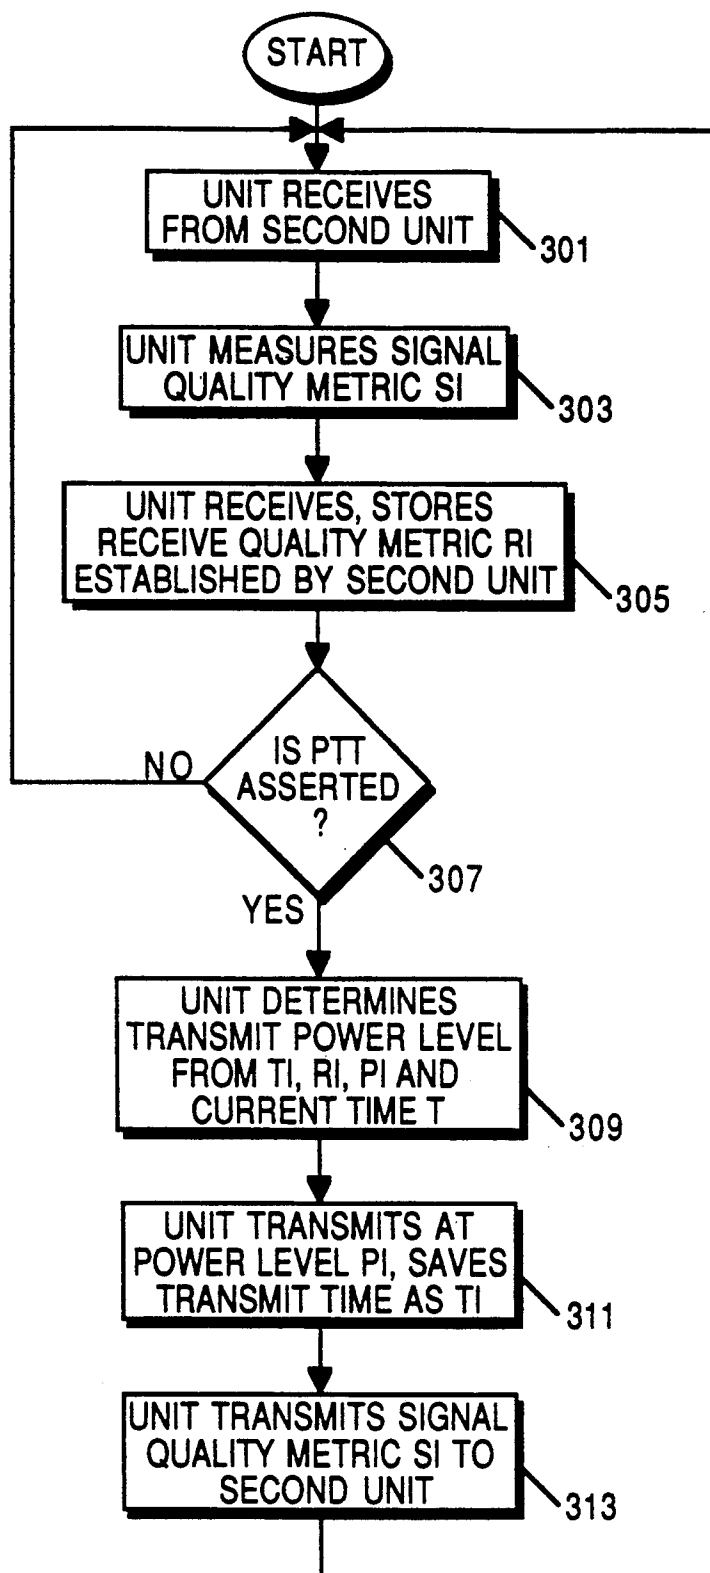 START
UNIT RECEIVES
FROM SECOND UNIT
301
UNIT MEASURES SIGNAL
QUALITY METRIC SI
303
UNIT RECEIVES, STORES
RECEIVE QUALITY METRIC RI
ESTABLISHED BY SECOND UNIT
305
IS PTT
ASSERTED
?
NO
307
YES
UNIT DETERMINES
TRANSMIT POWER LEVEL
FROM TI, RI, PI AND
CURRENT TIME T
309
UNIT TRANSMITS AT
POWER LEVEL PI, SAVES
TRANSMIT TIME AS TI
311
UNIT TRANSMITS SIGNAL
QUALITY METRIC SI TO
SECOND UNIT
313